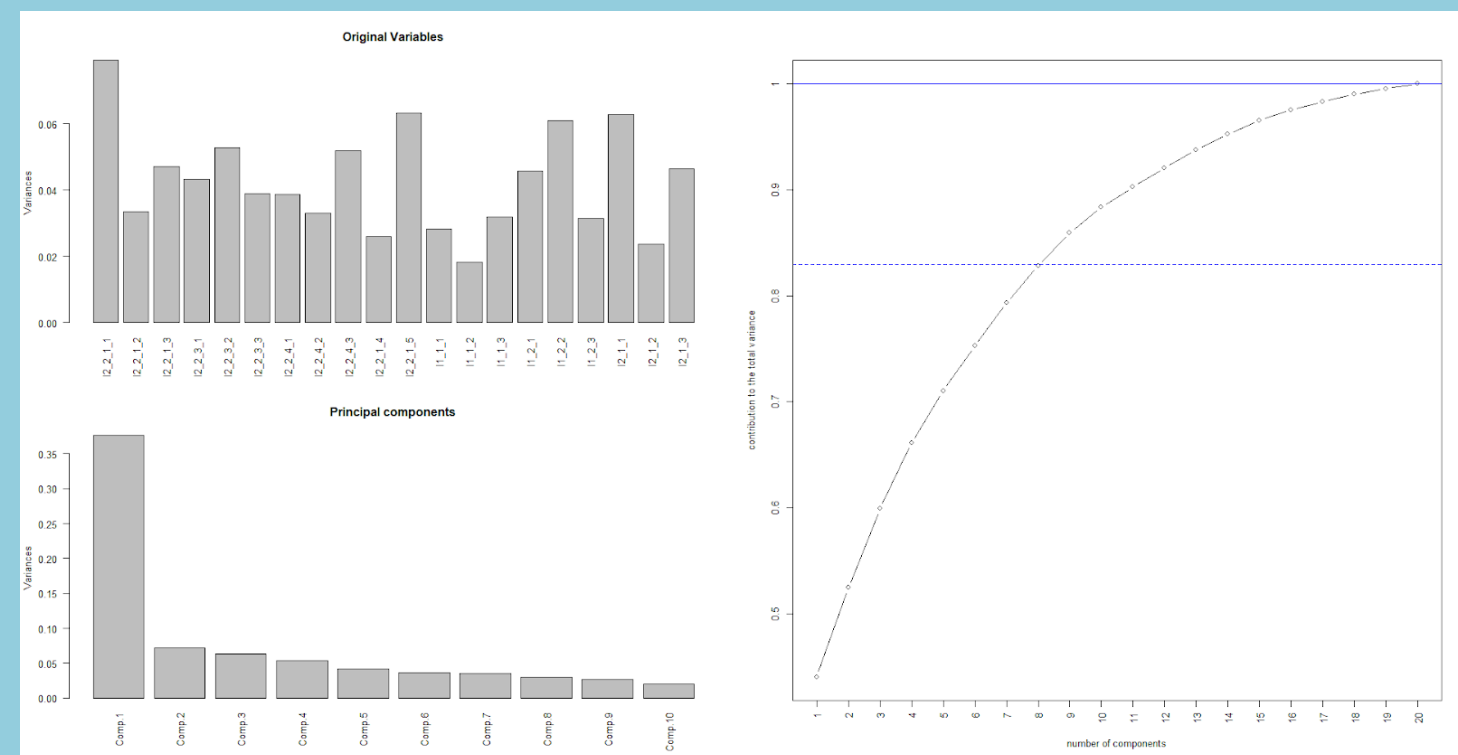 Original Variables
Variances
0.06
0.04
0.02
0.00
I2_2_1_1
I2_2_1_2
I2_2_1_3
I2_2_3_1
I2_2_3_2
I2_2_3_3
I2_2_4_1
I2_2_4_2
I2_2_4_3
I2_2_1_4
I2_2_1_5
I1_1_1
I1_1_2
I1_1_3
I1_2_1
I1_2_2
I1_2_3
I2_1_1
I2_1_2
I2_1_3
Principal components
Variances
0.35
0.30
0.25
0.20
0.15
0.10
0.05
0.00
Comp.1
Comp.2
Comp.3
Comp.4
Comp.5
Comp.6
Comp.7
Comp.8
Comp.9
Comp.10
contribution to the total variance
1
0.9
0.8
0.7
0.6
0.5
1
2
3
4
5
6
7
8
9
10
11
12
13
14
15
16
17
18
19
20
number of components